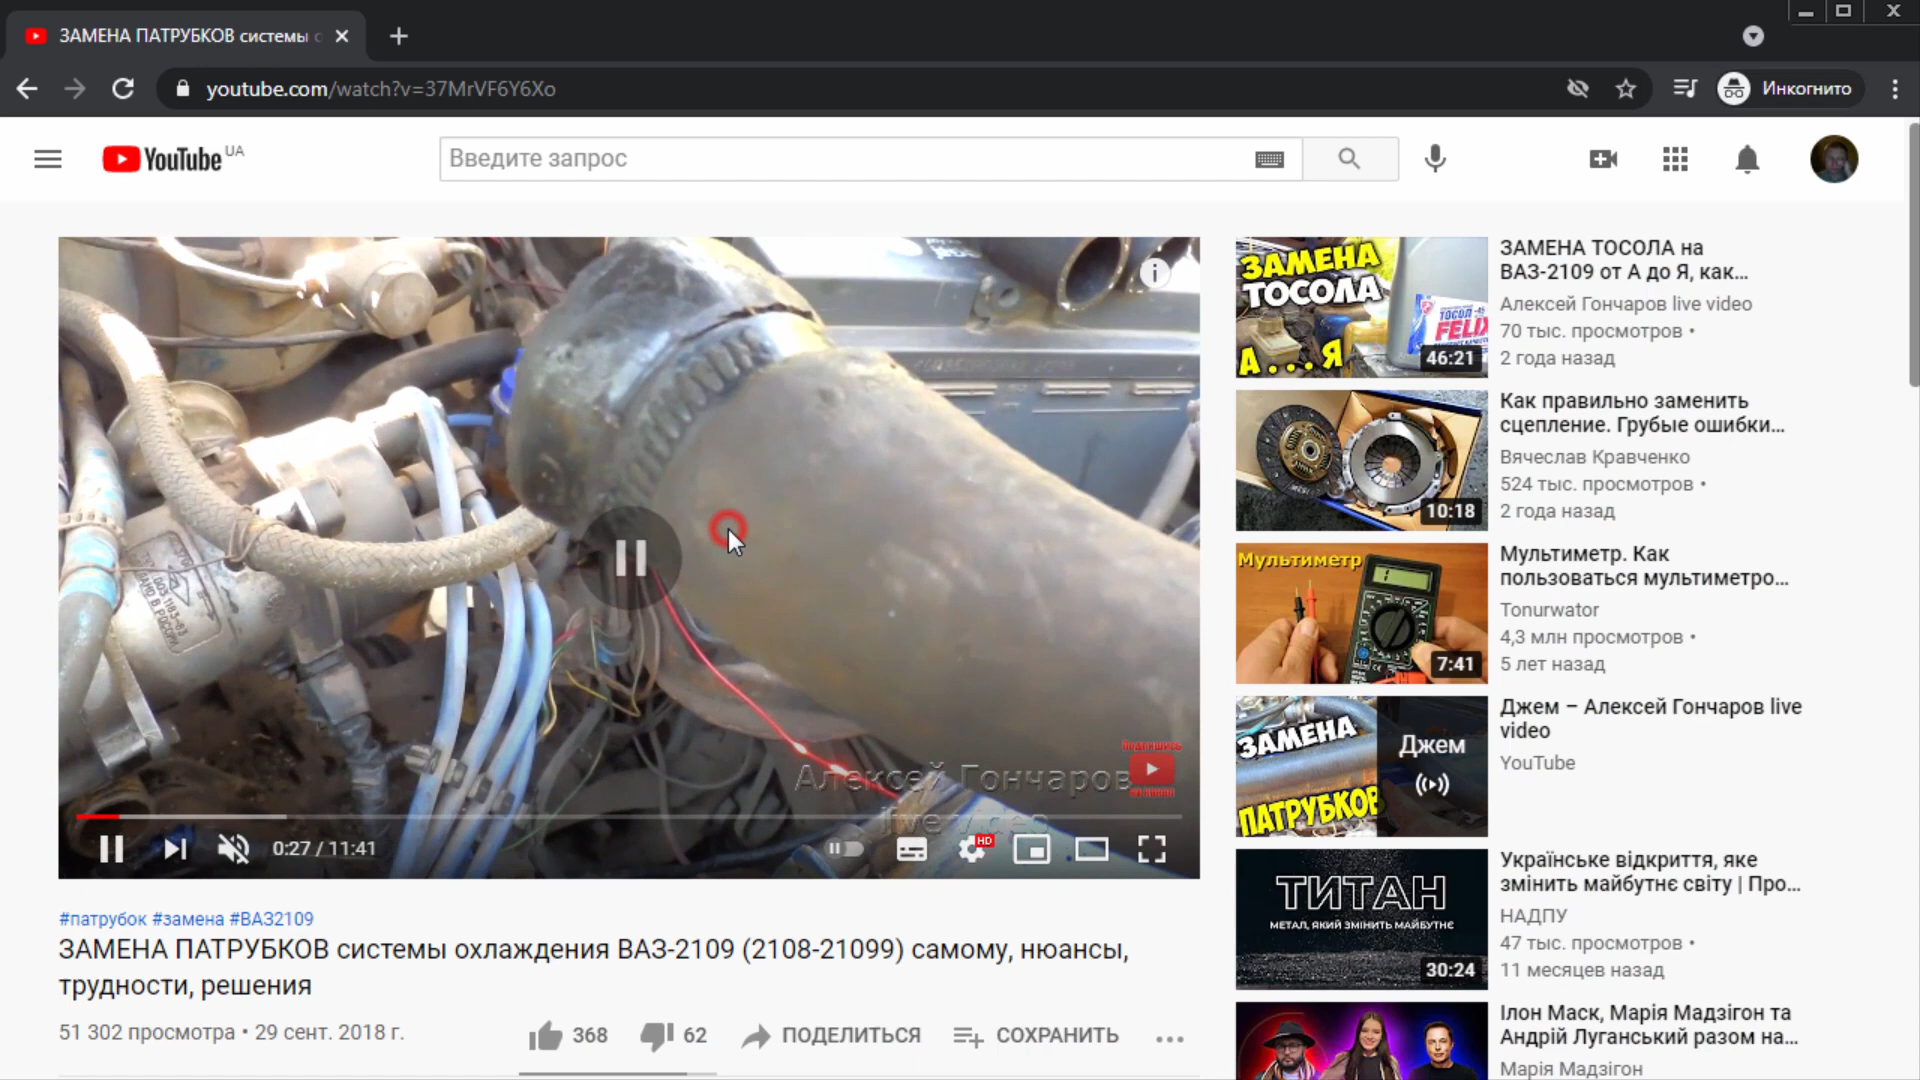 ЗАМЕНА ПАТРУБКОВ системы
youtube.com/watch?v=37MrVF6Y6Xo
Инкогнито
YouTube UA
Введите запрос
Алексей Гончаров
live video
0:27 / 11:41
HD
#патрубок #замена #ВАЗ2109
ЗАМЕНА ПАТРУБКОВ системы охлаждения ВАЗ-2109 (2108-21099) самому, нюансы,
трудности, решения
51 302 просмотра • 29 сент. 2018 г.
368
62
ПОДЕЛИТЬСЯ
СОХРАНИТЬ
ЗАМЕНА
ТОСОЛА
А...Я
ТОСОЛ
FELIX
46:21
ЗАМЕНА ТОСОЛА на
ВАЗ-2109 от А до Я, как...
Алексей Гончаров live video
70 тыс. просмотров •
2 года назад
10:18
Как правильно заменить
сцепление. Грубые ошибки...
Вячеслав Кравченко
524 тыс. просмотров •
2 года назад
Мультиметр
7:41
Мультиметр. Как
пользоваться мультиметро...
Tonurwator
4,3 млн просмотров •
5 лет назад
ЗАМЕНА
ПАТРУБКОВ
Джем
Джем – Алексей Гончаров live
video
YouTube
ТИТАН
МЕТАЛ, ЯКИЙ ЗМІНИТЬ МАЙБУТНЄ
30:24
Українське відкриття, яке
змінить майбутнє світу | Про...
НАДПУ
47 тыс. просмотров •
11 месяцев назад
Ілон Маск, Марія Мадзігон та
Андрій Луганський разом на...
Марія Мадзігон